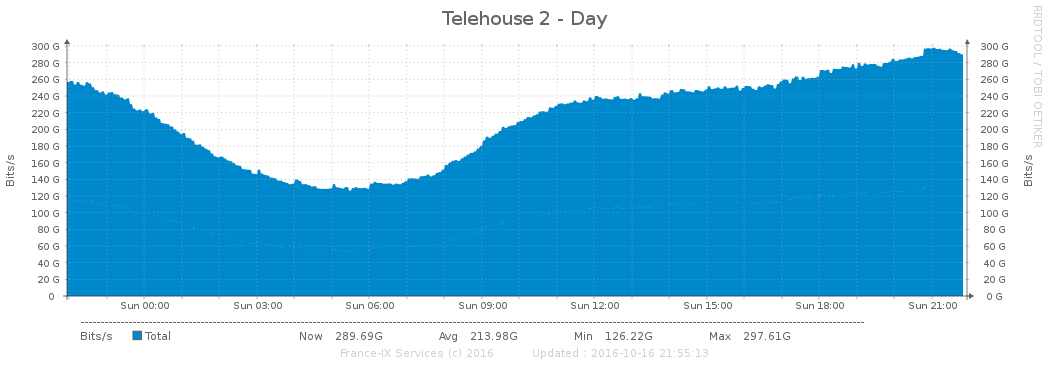 Telehouse 2 - Day
RRDTOOL / TOBI OETIKER
Bits/s
300 G 300 G
280 G 280 G
260 G 260 G
240 G 240 G
220 G 220 G
200 G 200 G
180 G 180 G
160 G 160 G
140 G 140 G
120 G 120 G
100 G 100 G
80 G 80 G
60 G 60 G
40 G 40 G
20 G 20 G
0 0 G
Bits/s
Sun 00:00 Sun 03:00 Sun 06:00 Sun 09:00 Sun 12:00 Sun 15:00 Sun 18:00 Sun 21:00
Bits/s Total Now 289.69G Avg 213.98G Min 126.22G Max 297.61G
France-IX Services (c) 2016 Updated : 2016-10-16 21:55:13